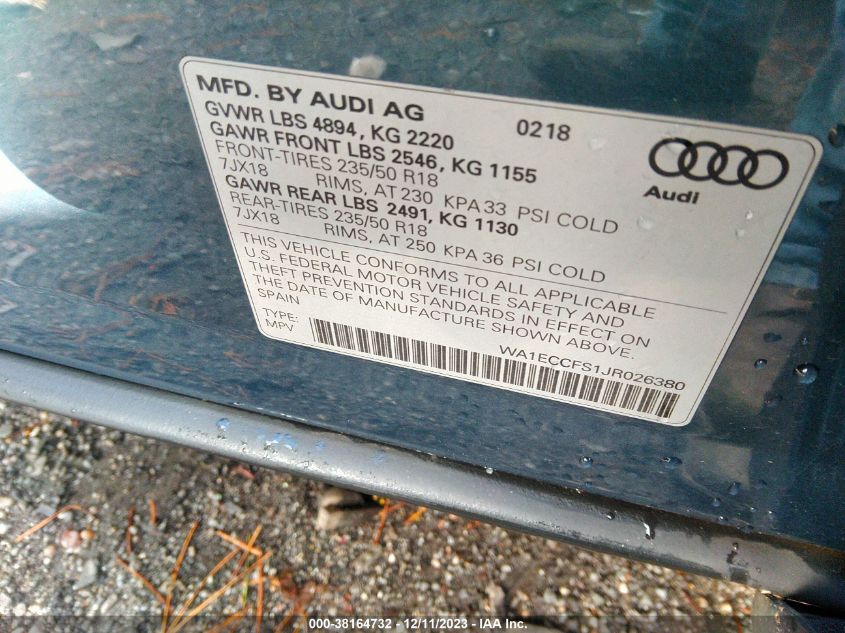 MFD. BY AUDI AG 0218
GVWR LBS 4894, KG 2220
GAWR FRONT LBS 2546, KG 1155
FRONT-TIRES 235/50 R18
7JX18 RIMS, AT 230 KPA 33 PSI COLD
GAWR REAR LBS 2491, KG 1130
REAR-TIRES 235/50 R18
7JX18 RIMS, AT 250 KPA 36 PSI COLD
Audi
THIS VEHICLE CONFORMS TO ALL APPLICABLE
U.S. FEDERAL MOTOR VEHICLE SAFETY AND
THEFT PREVENTION STANDARDS IN EFFECT ON
THE DATE OF MANUFACTURE SHOWN ABOVE.
SPAIN
WA1ECCFS1JR026380
TYPE:
MPV
000-38164732 - 12/11/2023 - IAA Inc.